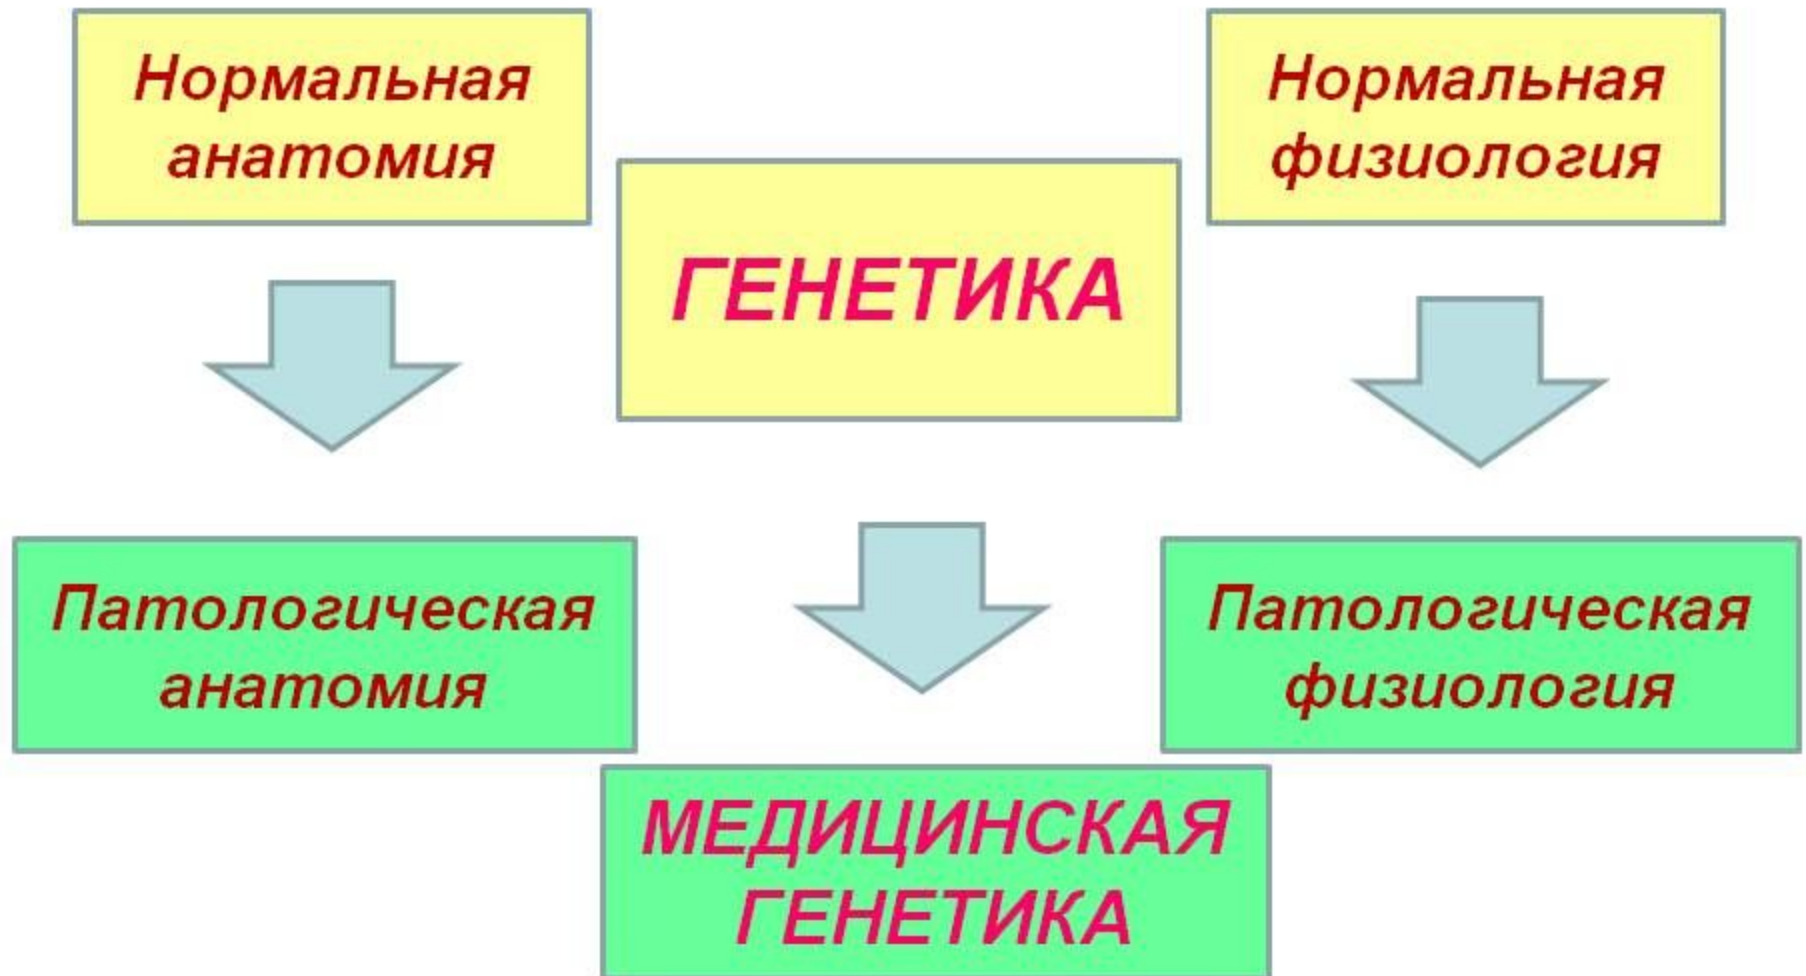 Нормальная
анатомия
Нормальная
физиология
ГЕНЕТИКА
Патологическая
анатомия
Патологическая
физиология
МЕДИЦИНСКАЯ
ГЕНЕТИКА